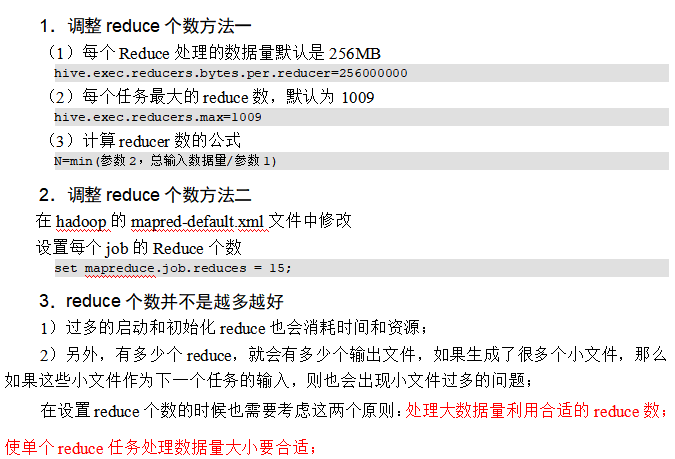 1．调整 reduce 个数方法一
（1）每个 Reduce 处理的数据量默认是 256MB
hive.exec.reducers.bytes.per.reducer=256000000
（2）每个任务最大的 reduce 数，默认为 1009
hive.exec.reducers.max=1009
（3）计算 reducer 数的公式
N=min(参数 2，总输入数据量/参数 1)
2．调整 reduce 个数方法二
在 hadoop 的 mapred-default.xml 文件中修改
设置每个 job 的 Reduce 个数
set mapreduce.job.reduces = 15;
3．reduce 个数并不是越多越好
1）过多的启动和初始化 reduce 也会消耗时间和资源；
2）另外，有多少个 reduce，就会有多少个输出文件，如果生成了很多个小文件，那么
如果这些小文件作为下一个任务的输入，则也会出现小文件过多的问题；
在设置 reduce 个数的时候也需要考虑这两个原则：处理大数据量利用合适的 reduce 数；
使单个 reduce 任务处理数据量大小要合适；